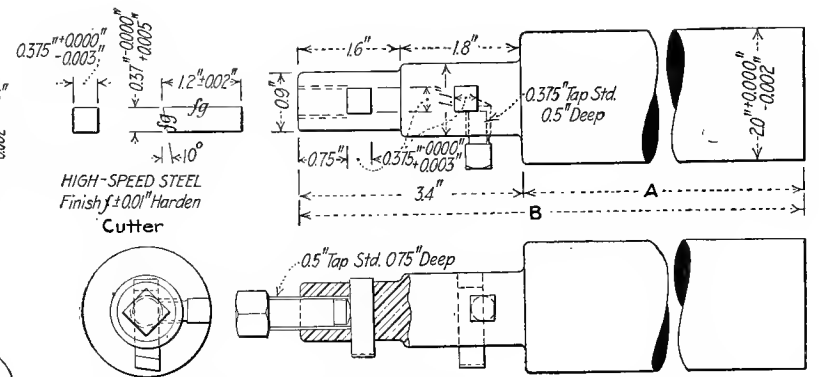 0.375"+0.000"
-0.003"
0.37"-0.000"
+0.005
1.2"±0.02"
fg
fg
10°
HIGH-SPEED STEEL
Finish f±0.01" Harden
Cutter
1.6"
1.8"
0.9"
1.1"
0.375" Tap Std.
0.5" Deep
2.0"+0.000"
-0.002
0.75"
0.375"-0.000"
+0.003"
3.4"
A
B
0.5" Tap Std. 0.75" Deep